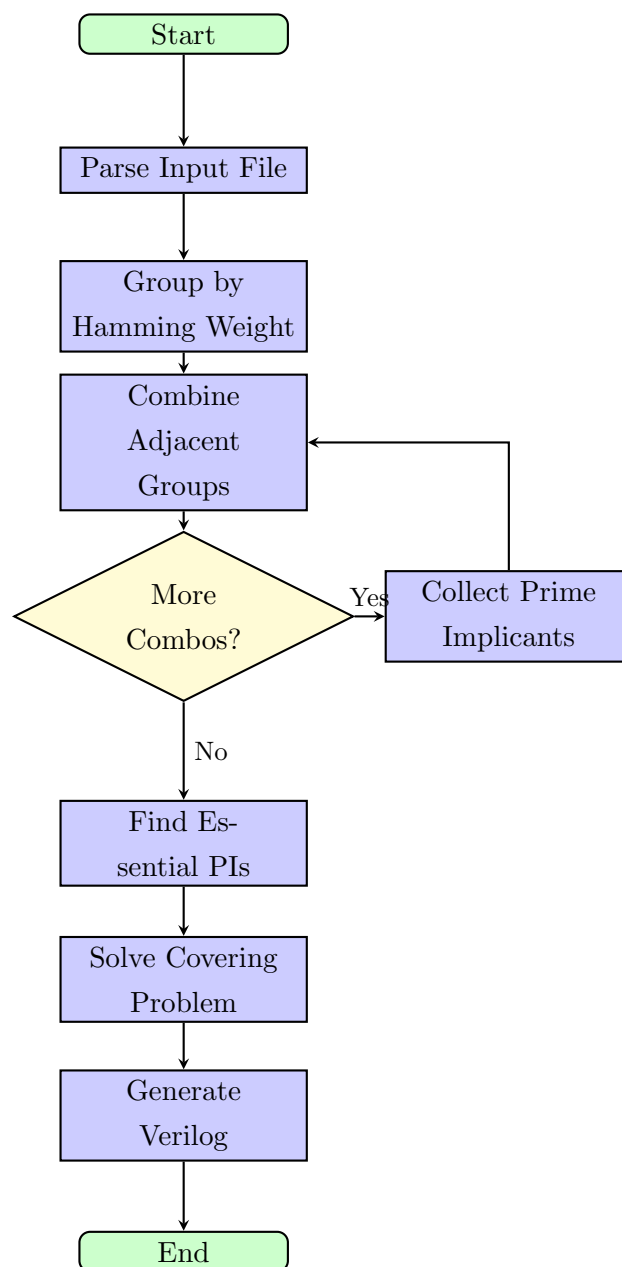 Start
Parse Input File
Group by
Hamming Weight
Combine
Adjacent
Groups
More
Combos?
Yes
Collect Prime
Implicants
No
Find Es-
sential PIs
Solve Covering
Problem
Generate
Verilog
End